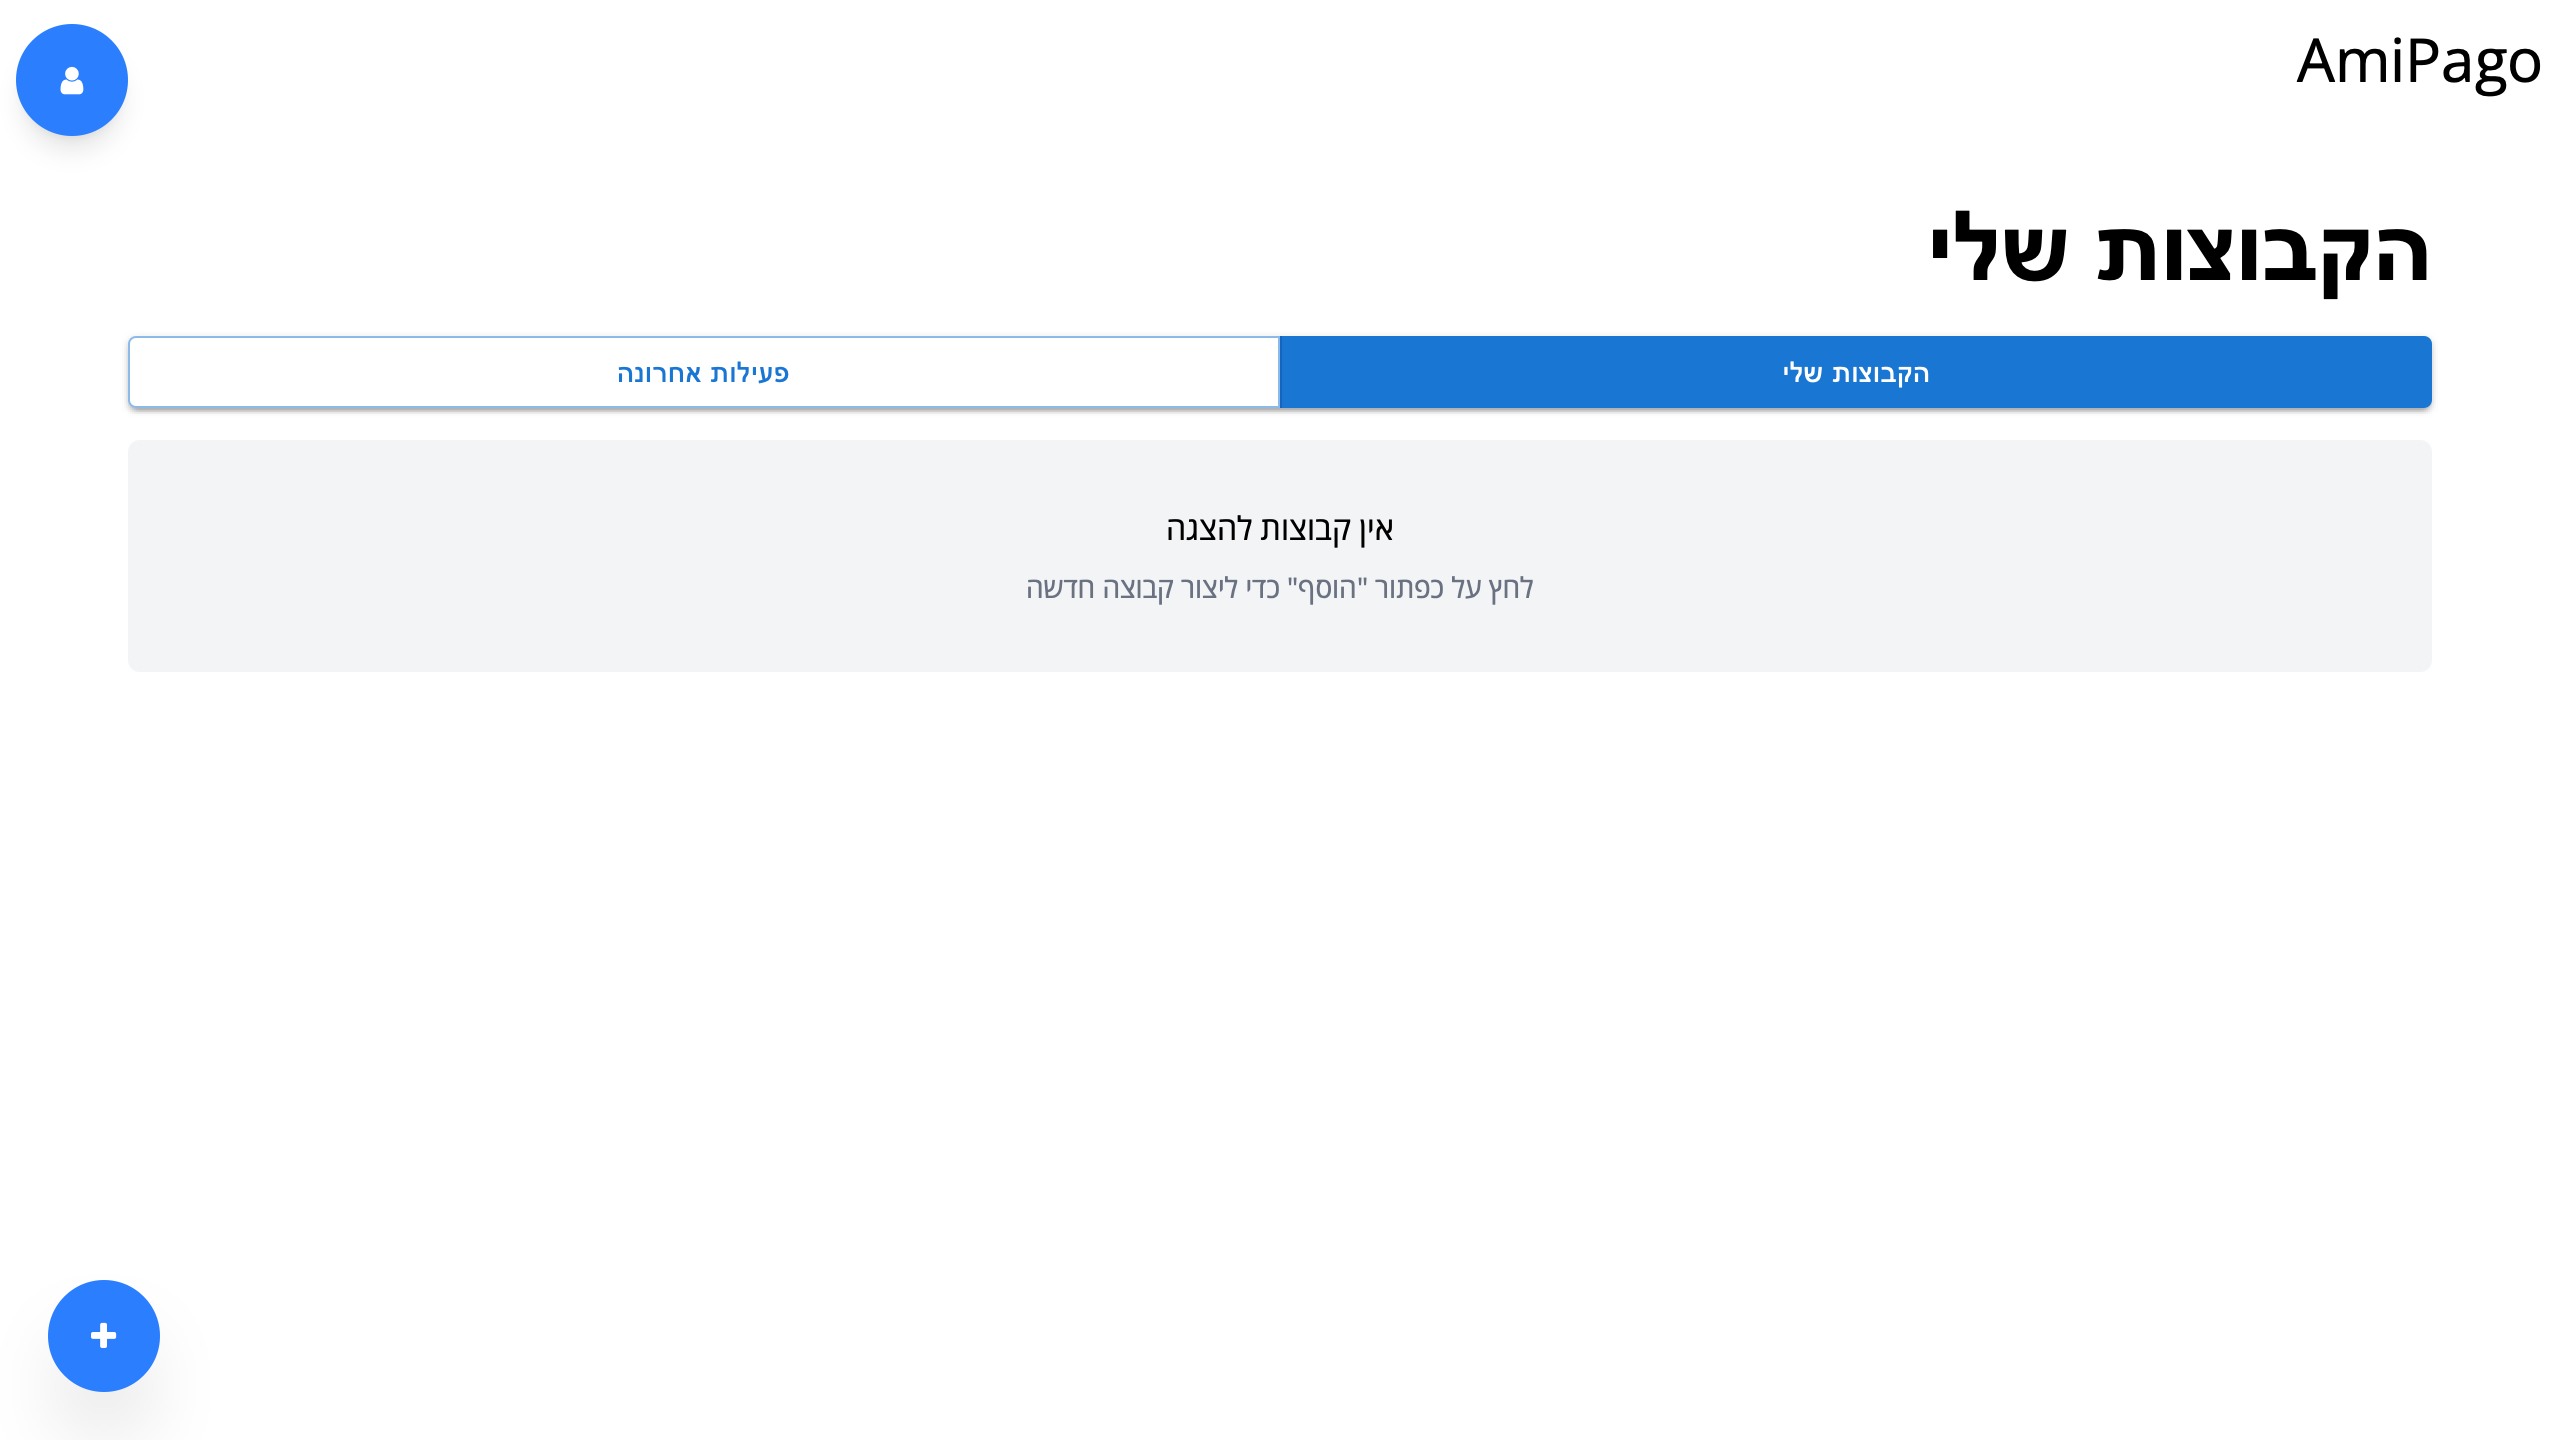 AmiPago
הקבוצות שלי
הקבוצות שלי
פעילות אחרונה
אין קבוצות להצגה
לחץ על כפתור "הוסף" כדי ליצור קבוצה חדשה